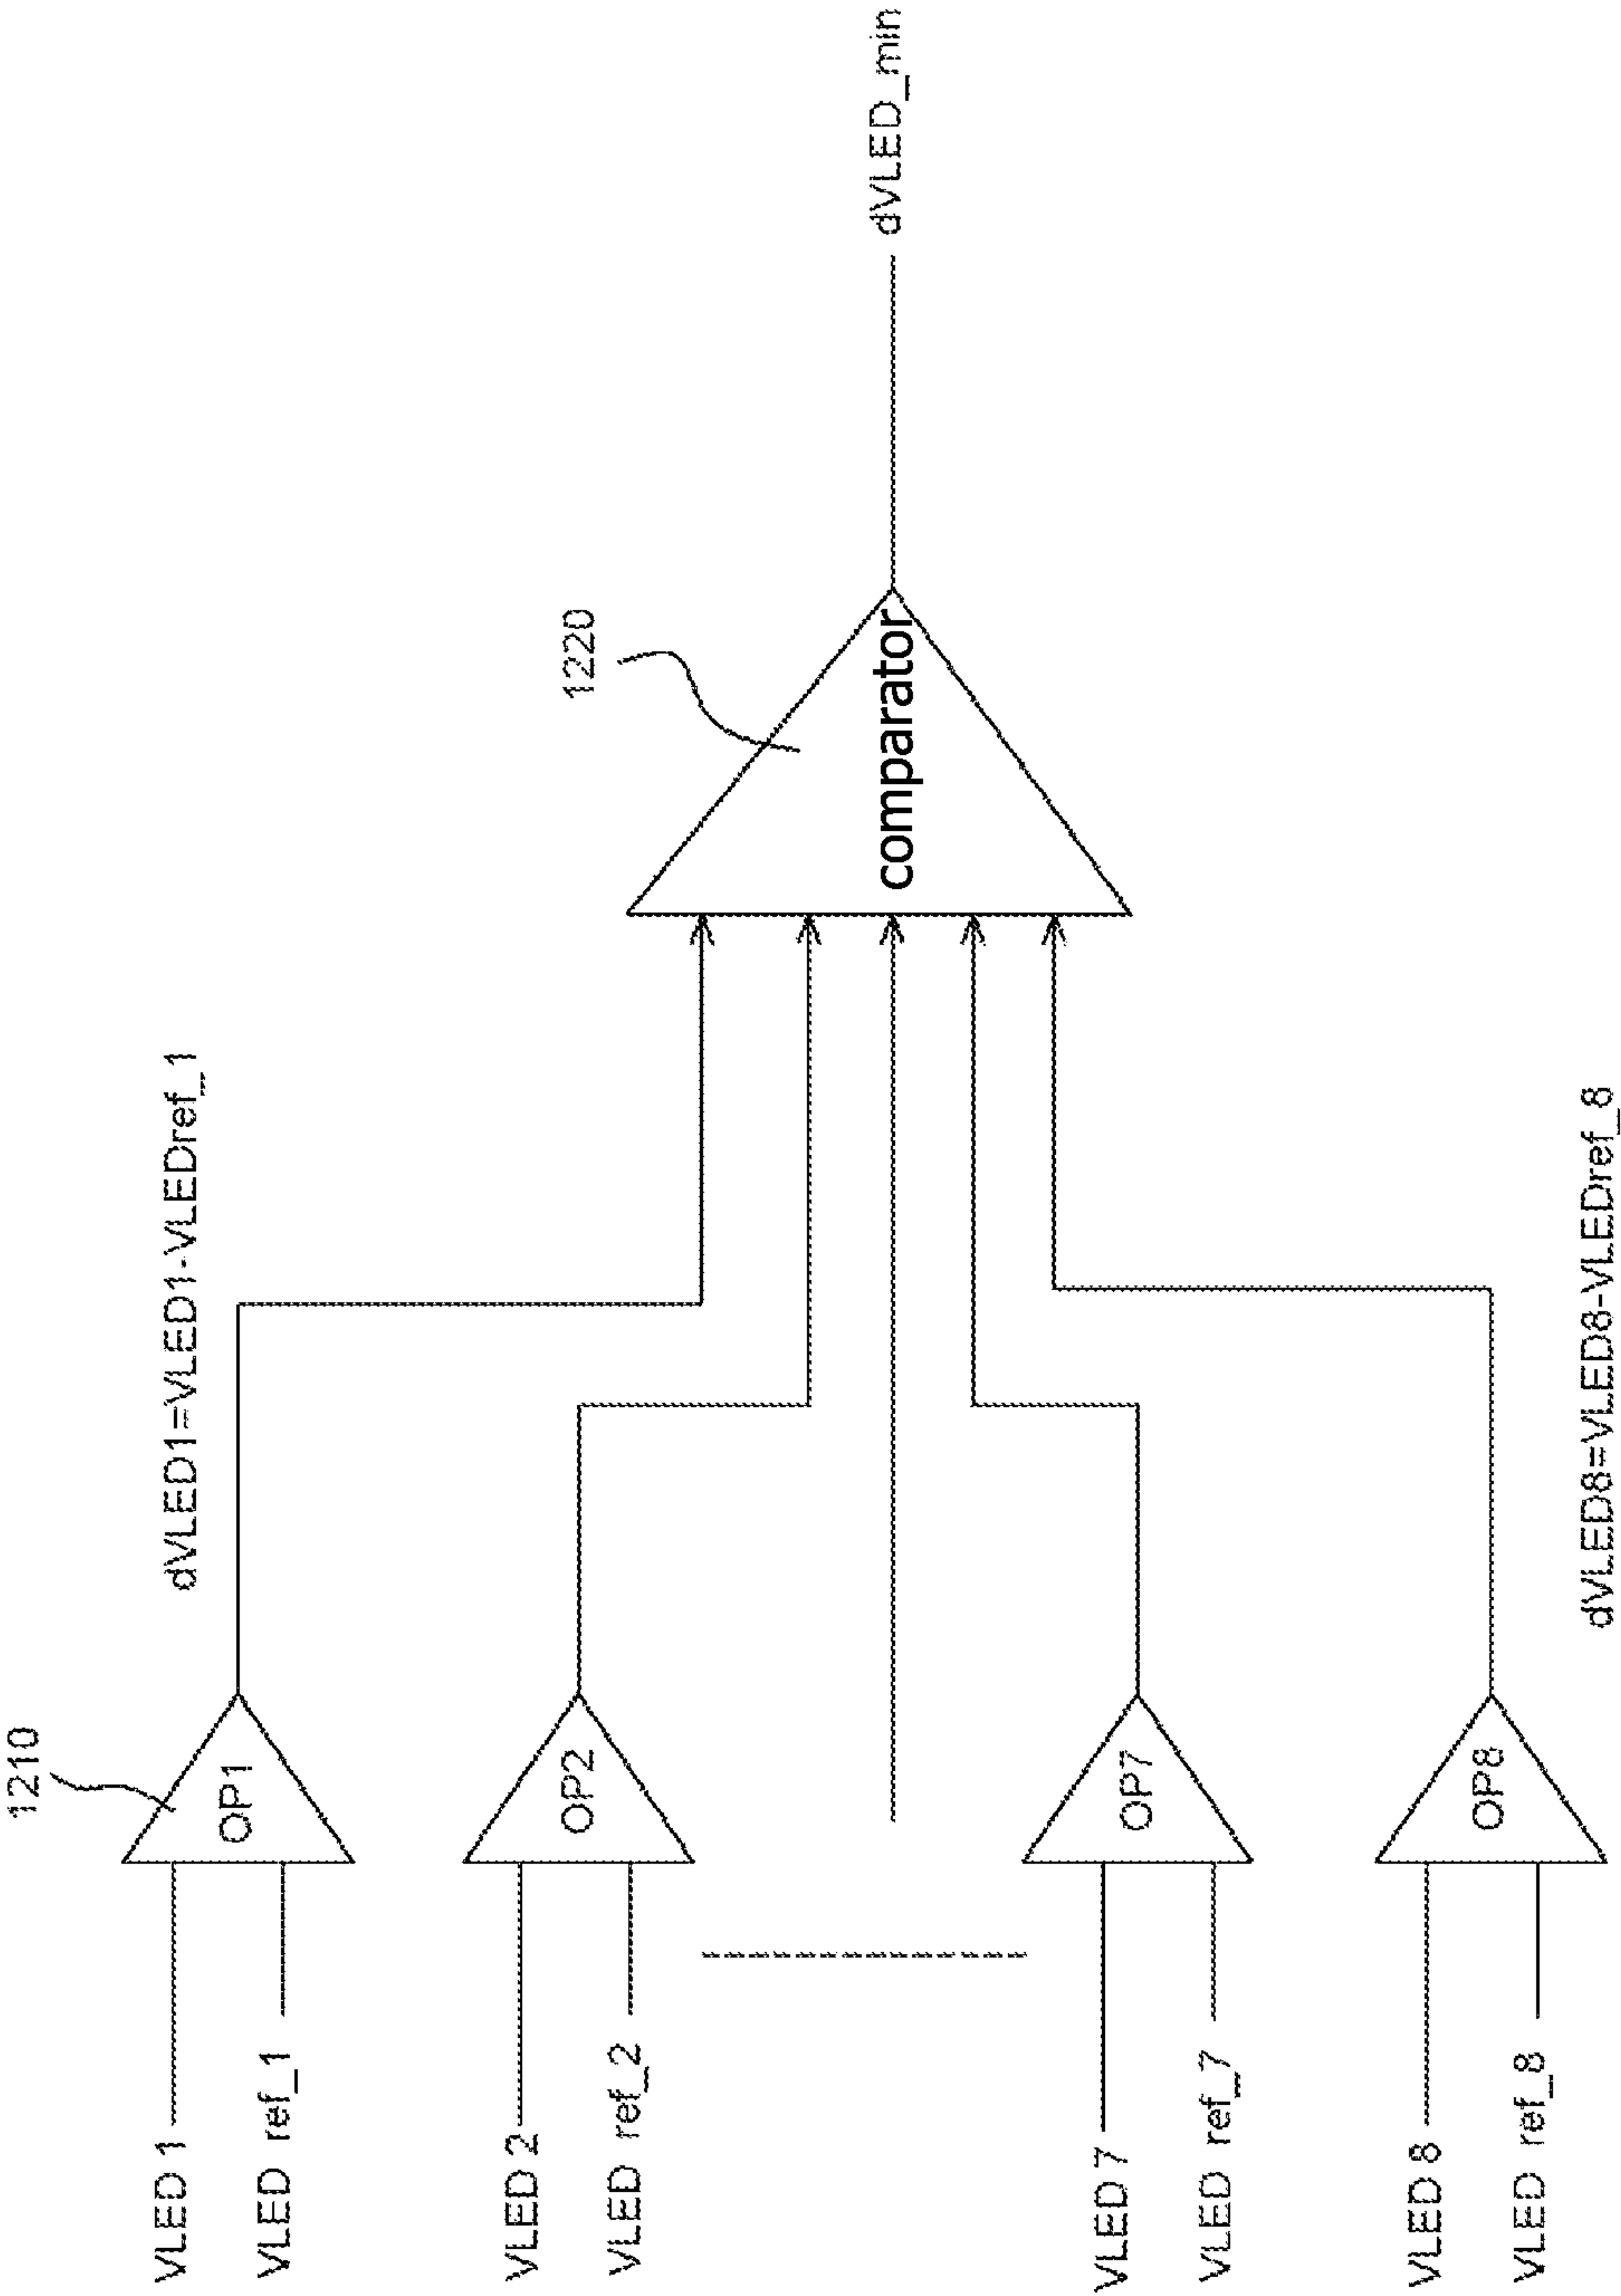 1210
VLED 1
VLED ref_1
OP1
dVLED1=VLED1-VLEDref_1
VLED 2
VLED ref_2
OP2
1220
comparator
dVLED_min
VLED 7
VLED ref_7
OP7
VLED 8
VLED ref_8
OP8
dVLED8=VLED8-VLEDref_8